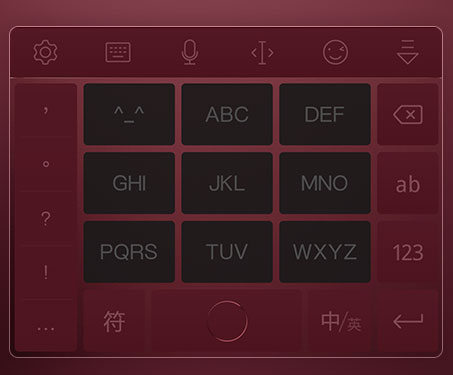 , ^_^ ABC DEF
。 GHI JKL MNO ab
? PQRS TUV WXYZ 123
!
... 符 中/英